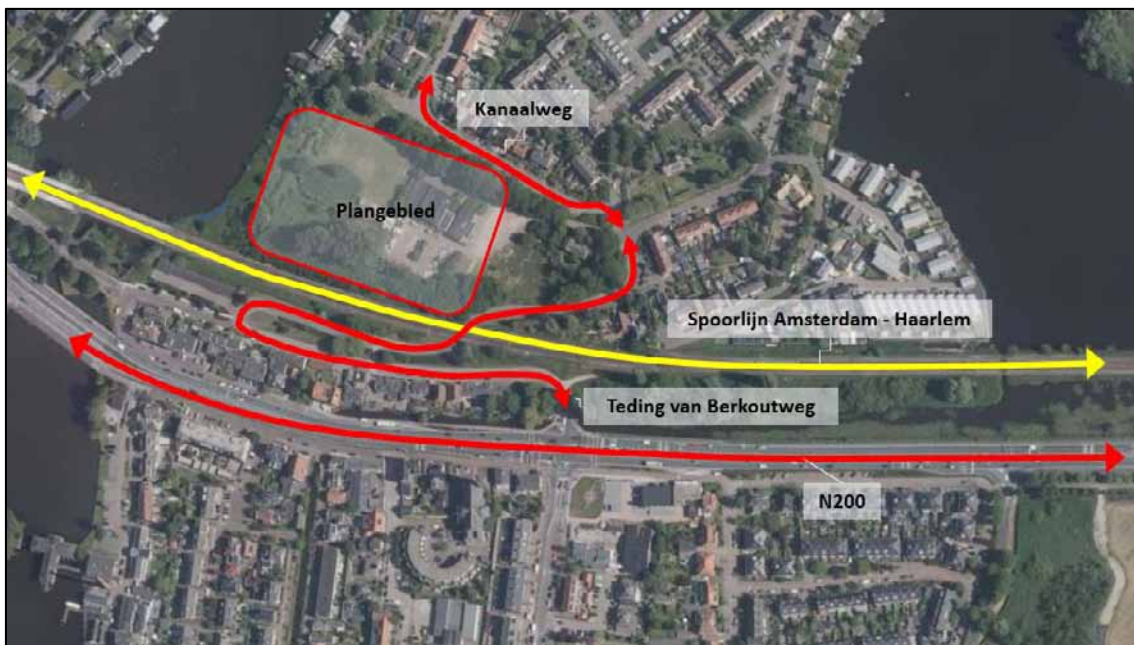 Kanaalweg
Plangebied
Spoorlijn Amsterdam - Haarlem
Teding van Berkoutweg
N200